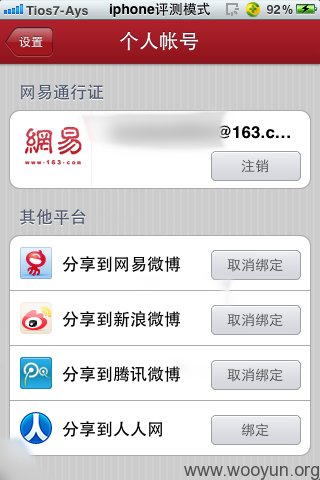 Tios7-Ays iphone评测模式 92%
设置 个人帐号
网易通行证
網易
www.163.com
@163.c...
注销
其他平台
分享到网易微博 取消绑定
分享到新浪微博 取消绑定
分享到腾讯微博 取消绑定
分享到人人网 绑定
www.wooyun.org